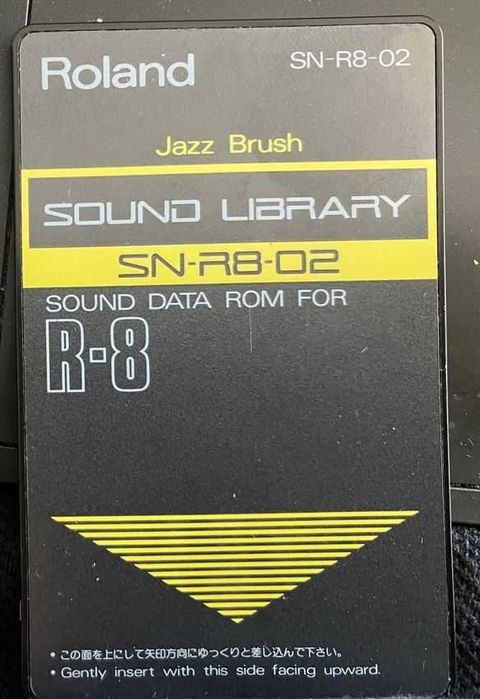 Roland SN-R8-02
Jazz Brush
SOUND LIBRARY
SN-R8-02
SOUND DATA ROM FOR
R-8
• この面を上にして矢印方向にゆっくりと差し込んで下さい。
• Gently insert with this side facing upward.